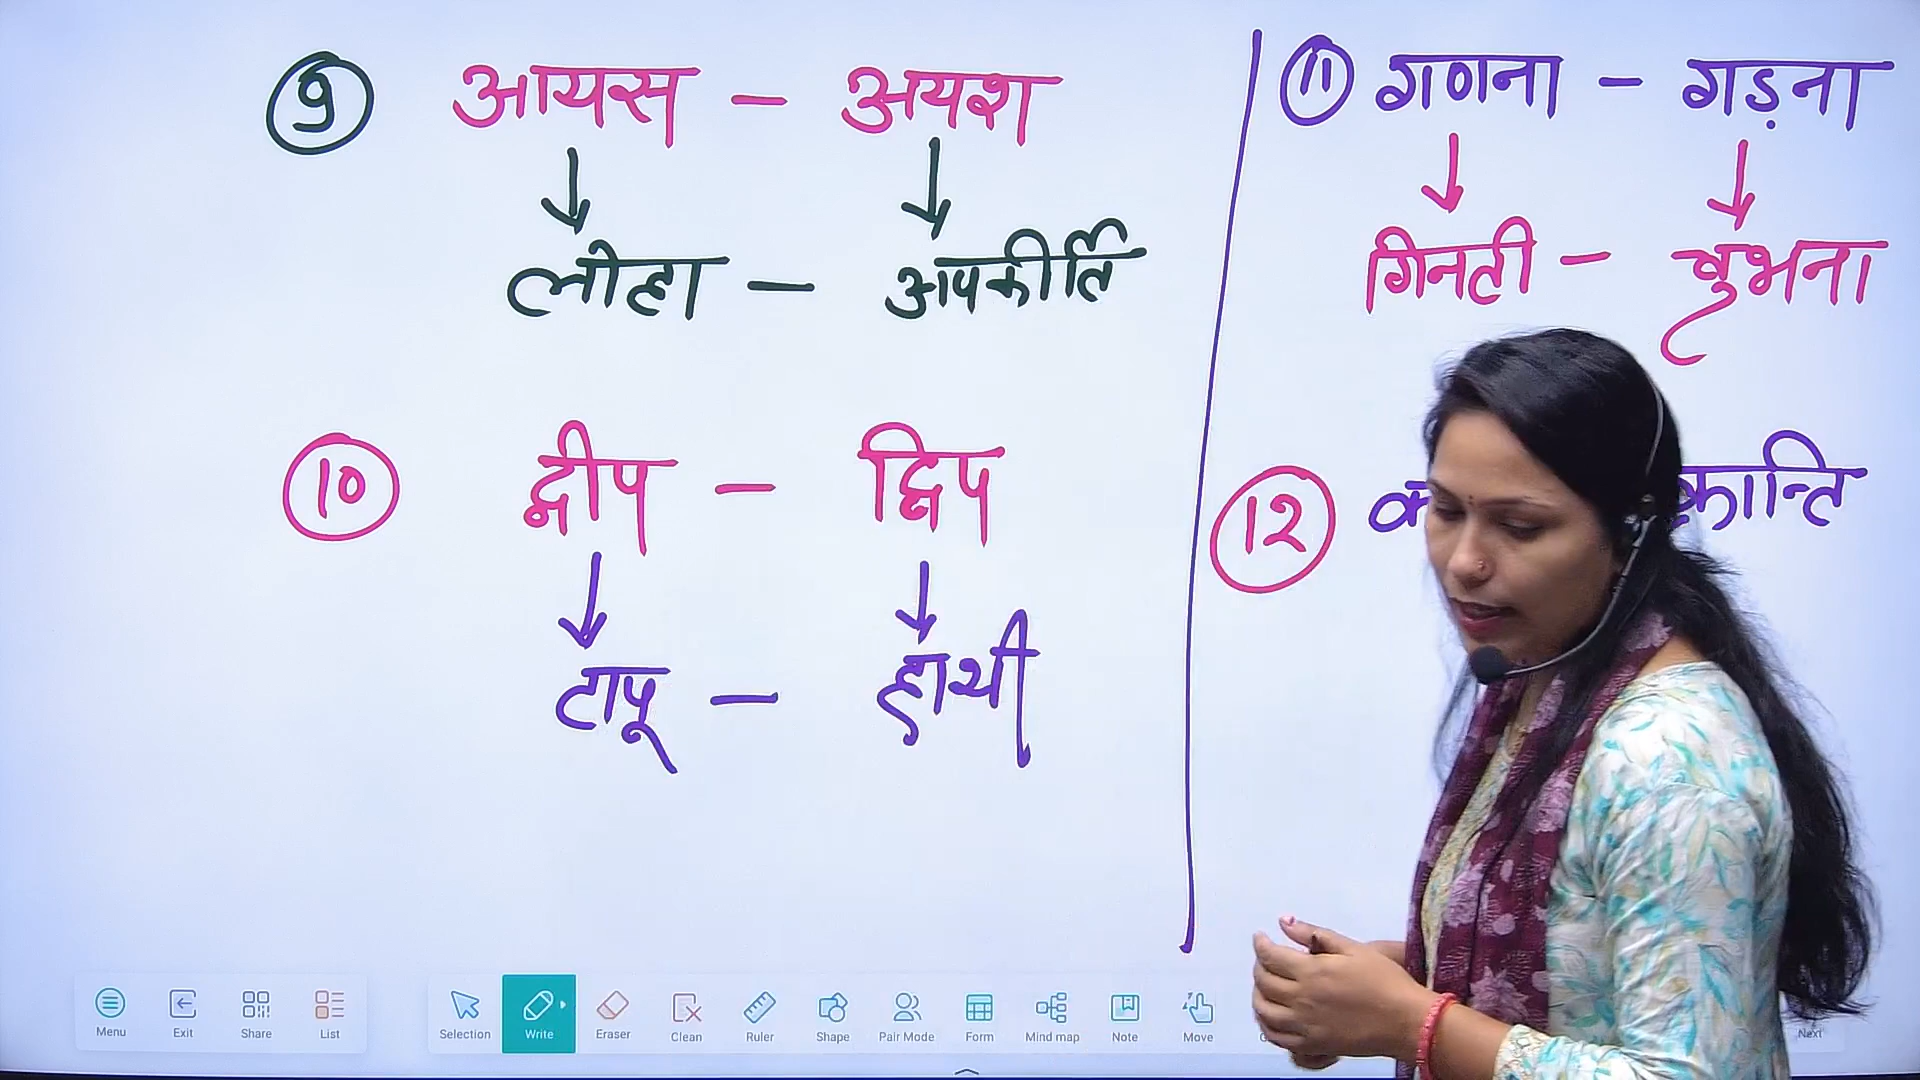 9 आयस - अयश
लोहा - अपकीर्ति
10 द्वीप - द्विप
टापू - हाथी
11 गणना - गड़ना
गिनटी - चुभना
12 क्रान्ति
Menu Exit Share List Selection Write Eraser Clean Ruler Shape Pair Mode Form Mind map Note Move Next